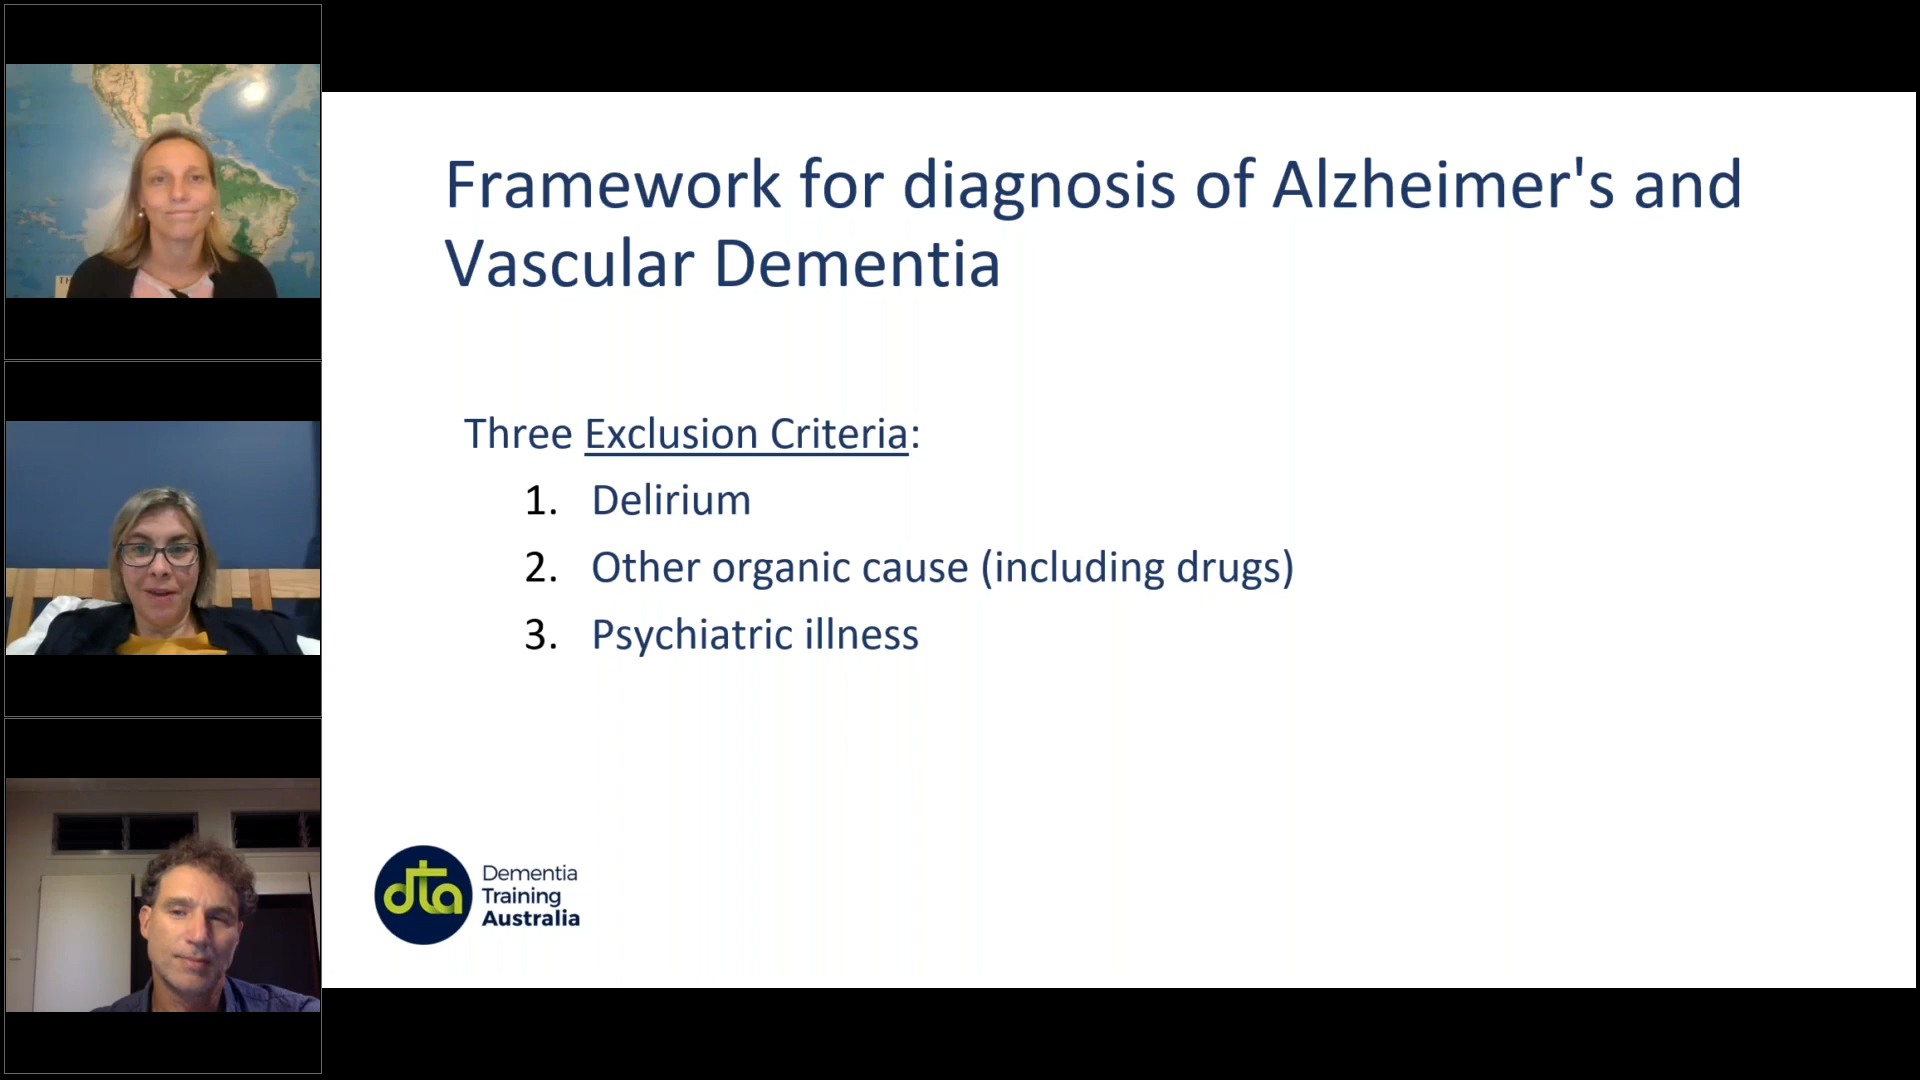 Framework for diagnosis of Alzheimer's and
Vascular Dementia
Three Exclusion Criteria:
1. Delirium
2. Other organic cause (including drugs)
3. Psychiatric illness
dta
Dementia
Training
Australia